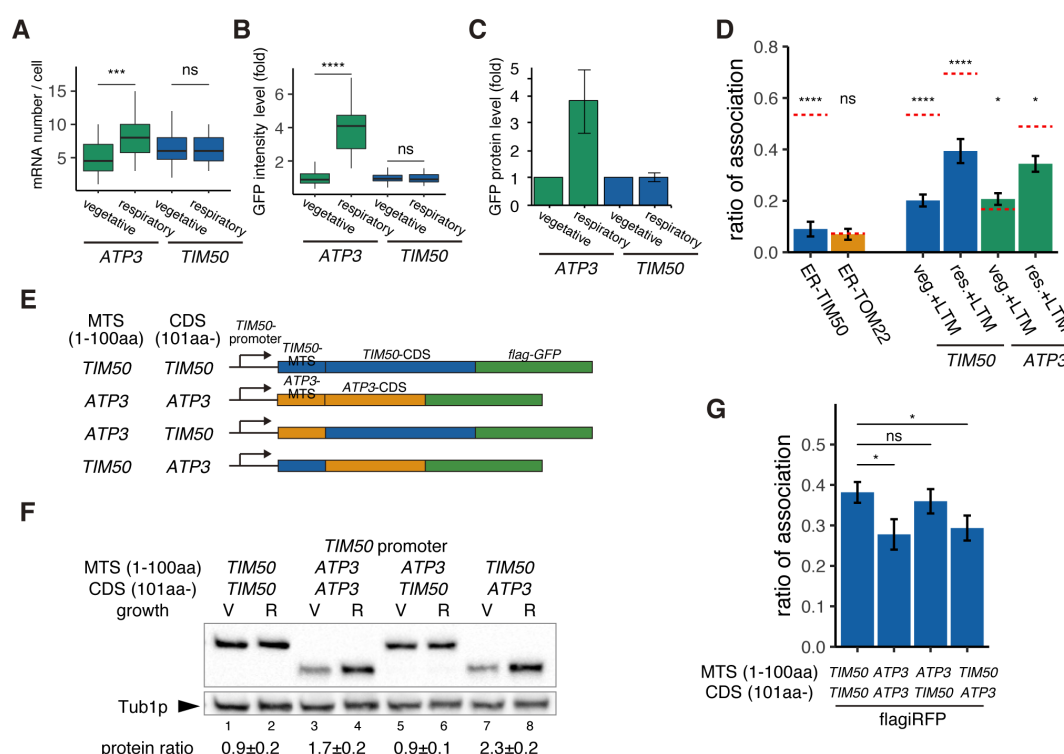 A
mRNA number / cell
15
10
5
***
ns
vegetative
respiratory
vegetative
respiratory
ATP3
TIM50
B
GFP intensity level (fold)
6
4
2
****
ns
vegetative
respiratory
vegetative
respiratory
ATP3
TIM50
C
GFP protein level (fold)
5
4
3
2
1
0
vegetative
respiratory
vegetative
respiratory
ATP3
TIM50
D
ratio of association
0.8
0.6
0.4
0.2
0.0
****
ns
****
****
*
*
ER-TIM50
ER-TOM22
veg.+LTM
res.+LTM
veg.+LTM
res.+LTM
TIM50
ATP3
E
MTS
(1-100aa)
CDS
(101aa-)
TIM50-
promoter
TIM50 TIM50
TIM50-
MTS
TIM50-CDS
flag-GFP
ATP3 ATP3
ATP3-
MTS
ATP3-CDS
ATP3 TIM50
TIM50 ATP3
F
TIM50 promoter
MTS (1-100aa) TIM50 ATP3 ATP3 TIM50
CDS (101aa-) TIM50 ATP3 TIM50 ATP3
growth V R V R V R V R
Tub1p
1 2 3 4 5 6 7 8
protein ratio 0.9±0.2 1.7±0.2 0.9±0.1 2.3±0.2
G
ratio of association
0.5
0.4
0.3
0.2
0.1
0.0
*
ns
*
MTS (1-100aa) TIM50 ATP3 ATP3 TIM50
CDS (101aa-) TIM50 ATP3 TIM50 ATP3
flagiRFP